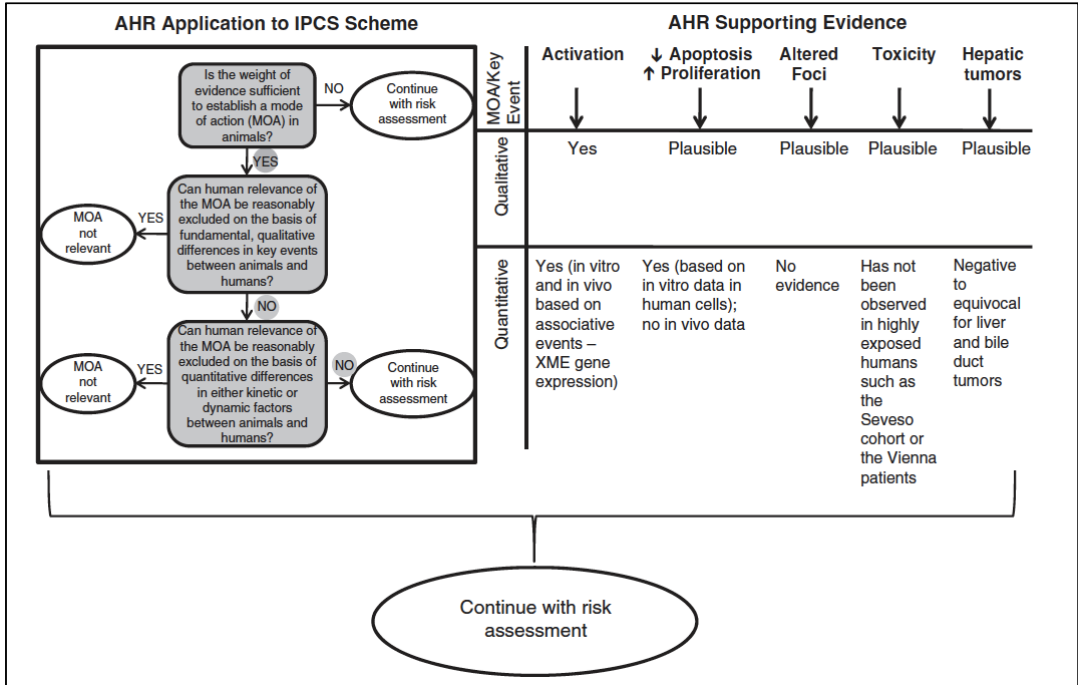 AHR Application to IPCS Scheme
Is the weight of
evidence sufficient
to establish a mode
of action (MOA) in
animals?
NO
Continue
with risk
assessment
YES
Can human relevance of
the MOA be reasonably
excluded on the basis of
fundamental, qualitative
differences in key events
between animals and
humans?
YES
MOA
not
relevant
NO
Can human relevance of
the MOA be reasonably
excluded on the basis of
quantitative differences
in either kinetic or
dynamic factors
between animals and
humans?
YES
MOA
not
relevant
NO
Continue
with risk
assessment
AHR Supporting Evidence
MOA/Key
Event
Activation
↓ Apoptosis
↑ Proliferation
Altered
Foci
Toxicity
Hepatic
tumors
Qualitative
Yes
Plausible
Plausible
Plausible
Plausible
Quantitative
Yes (in vitro
and in vivo
based on
associative
events –
XME gene
expression)
Yes (based on
in vitro data in
human cells);
no in vivo data
No
evidence
Has not
been
observed
in highly
exposed
humans
such as
the
Seveso
cohort or
the Vienna
patients
Negative
to
equivocal
for liver
and bile
duct
tumors
Continue with risk
assessment